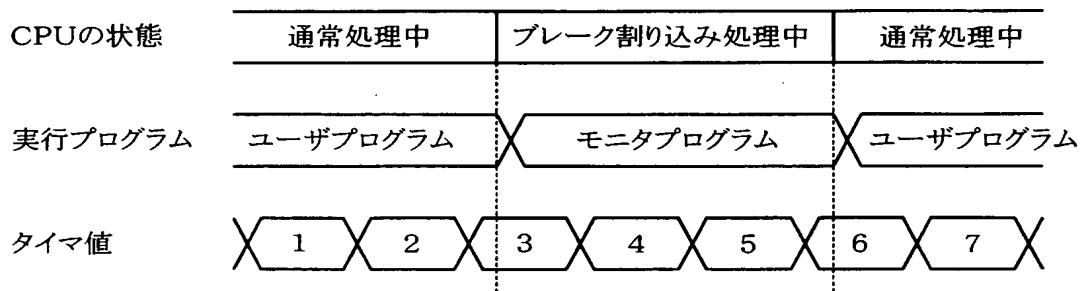 CPUの状態 通常処理中 ブレーク割り込み処理中 通常処理中
実行プログラム ユーザプログラム モニタプログラム ユーザプログラム
タイマ値 1 2 3 4 5 6 7